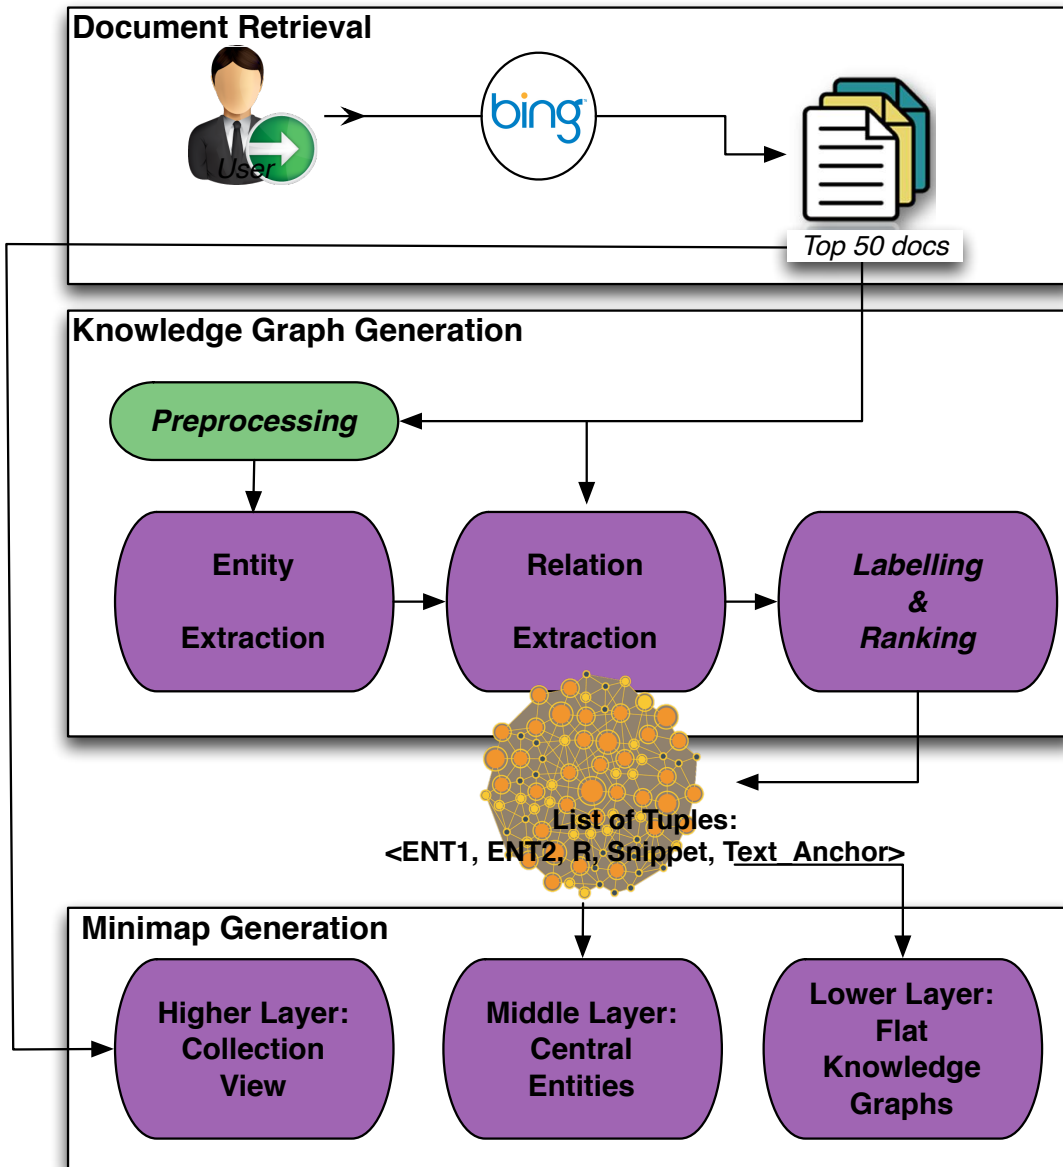 Document Retrieval
bing
User
Top 50 docs
Knowledge Graph Generation
Preprocessing
Entity
Extraction
Relation
Extraction
Labelling
&
Ranking
List of Tuples:
<ENT1, ENT2, R, Snippet, Text_Anchor>
Minimap Generation
Higher Layer:
Collection
View
Middle Layer:
Central
Entities
Lower Layer:
Flat
Knowledge
Graphs